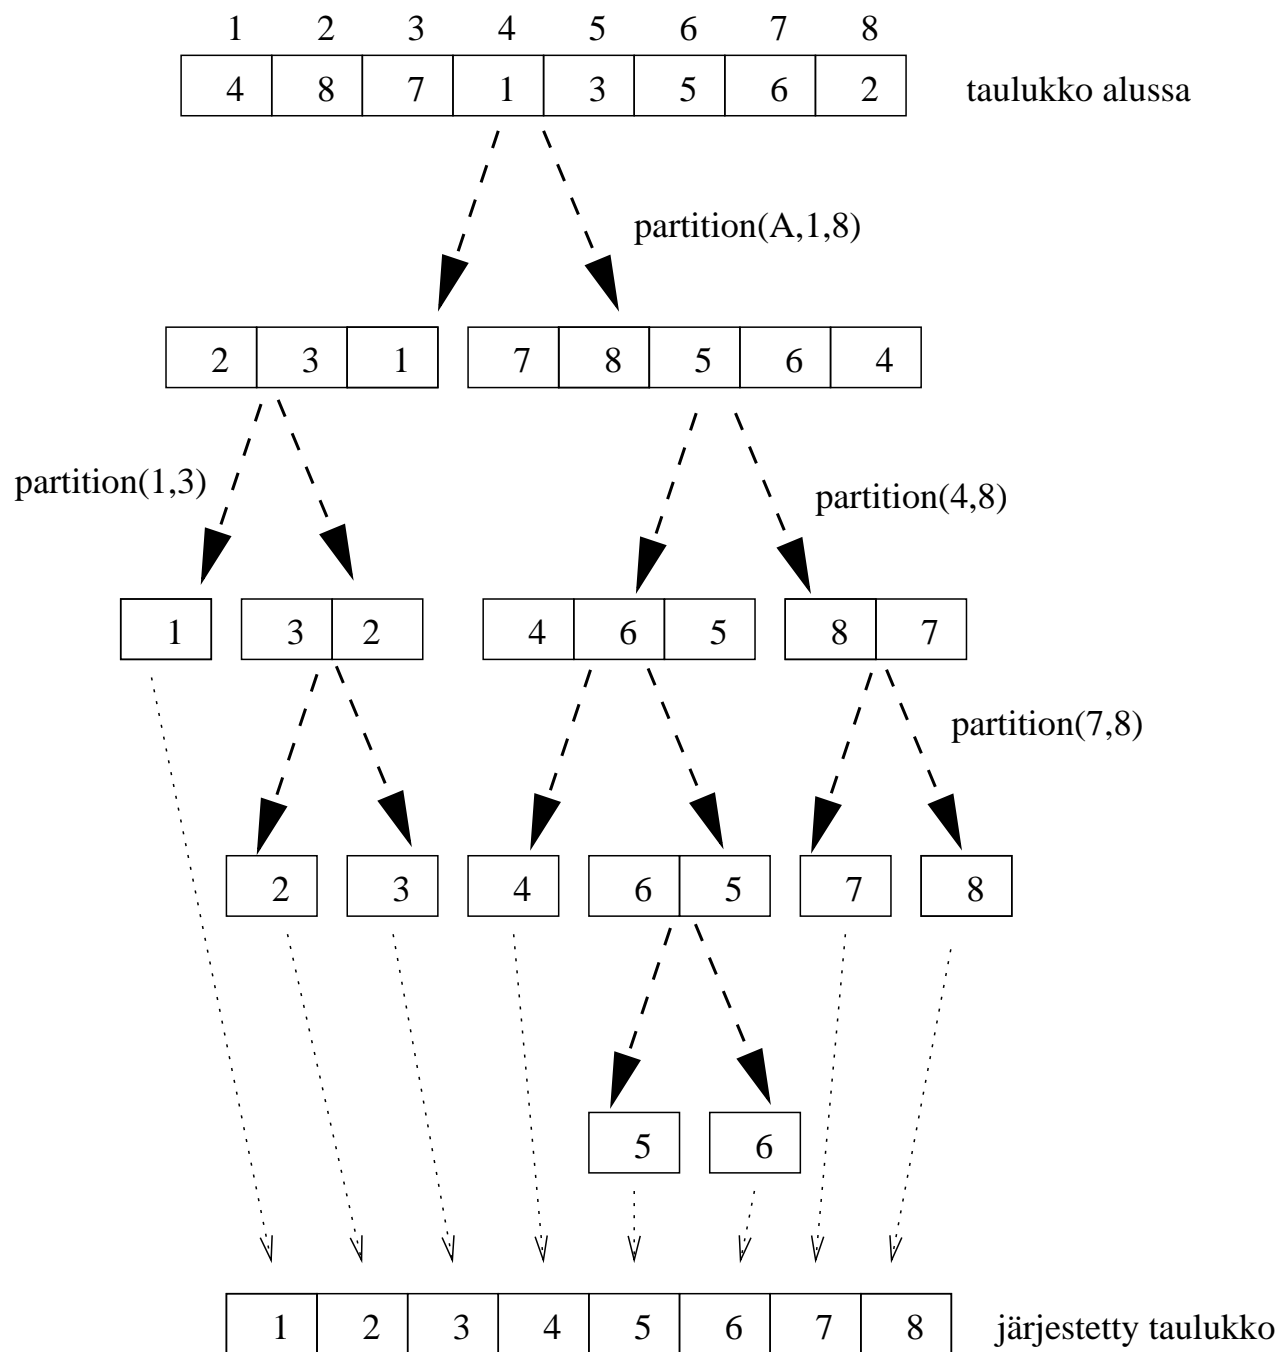 1 2 3 4 5 6 7 8
4 8 7 1 3 5 6 2 taulukko alussa
partition(A,1,8)
2 3 1 7 8 5 6 4
partition(1,3)
partition(4,8)
1 3 2 4 6 5 8 7
partition(7,8)
2 3 4 6 5 7 8
5 6
1 2 3 4 5 6 7 8 järjestetty taulukko